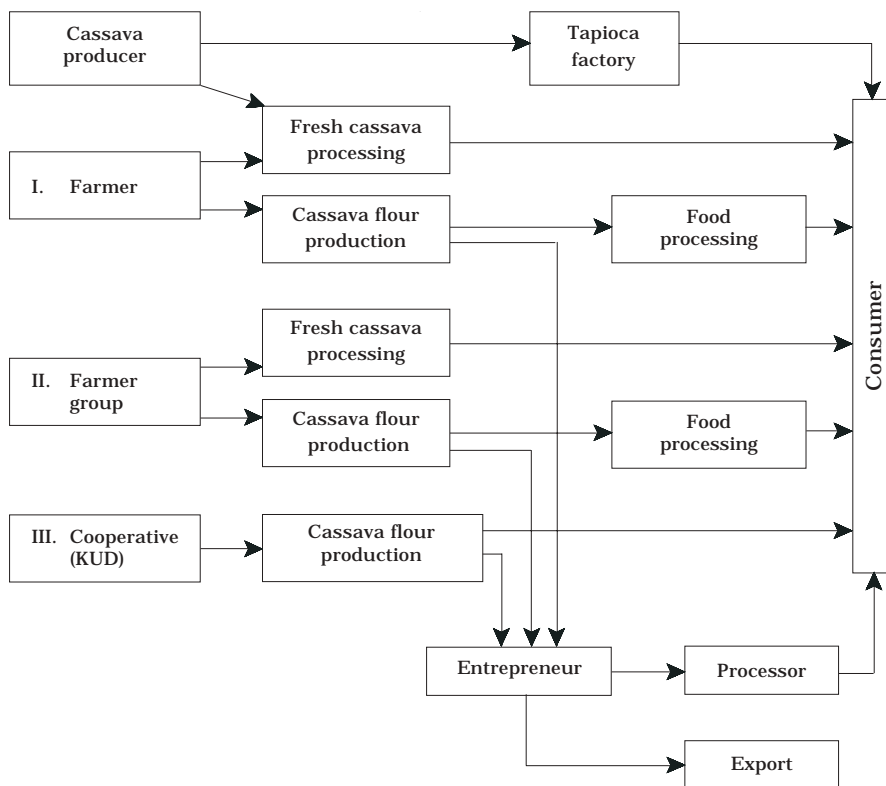 Cassava
producer
Tapioca
factory
Fresh cassava
processing
I. Farmer
Cassava flour
production
Food
processing
Fresh cassava
processing
II. Farmer
group
Cassava flour
production
Food
processing
III. Cooperative
(KUD)
Cassava flour
production
Consumer
Entrepreneur
Processor
Export